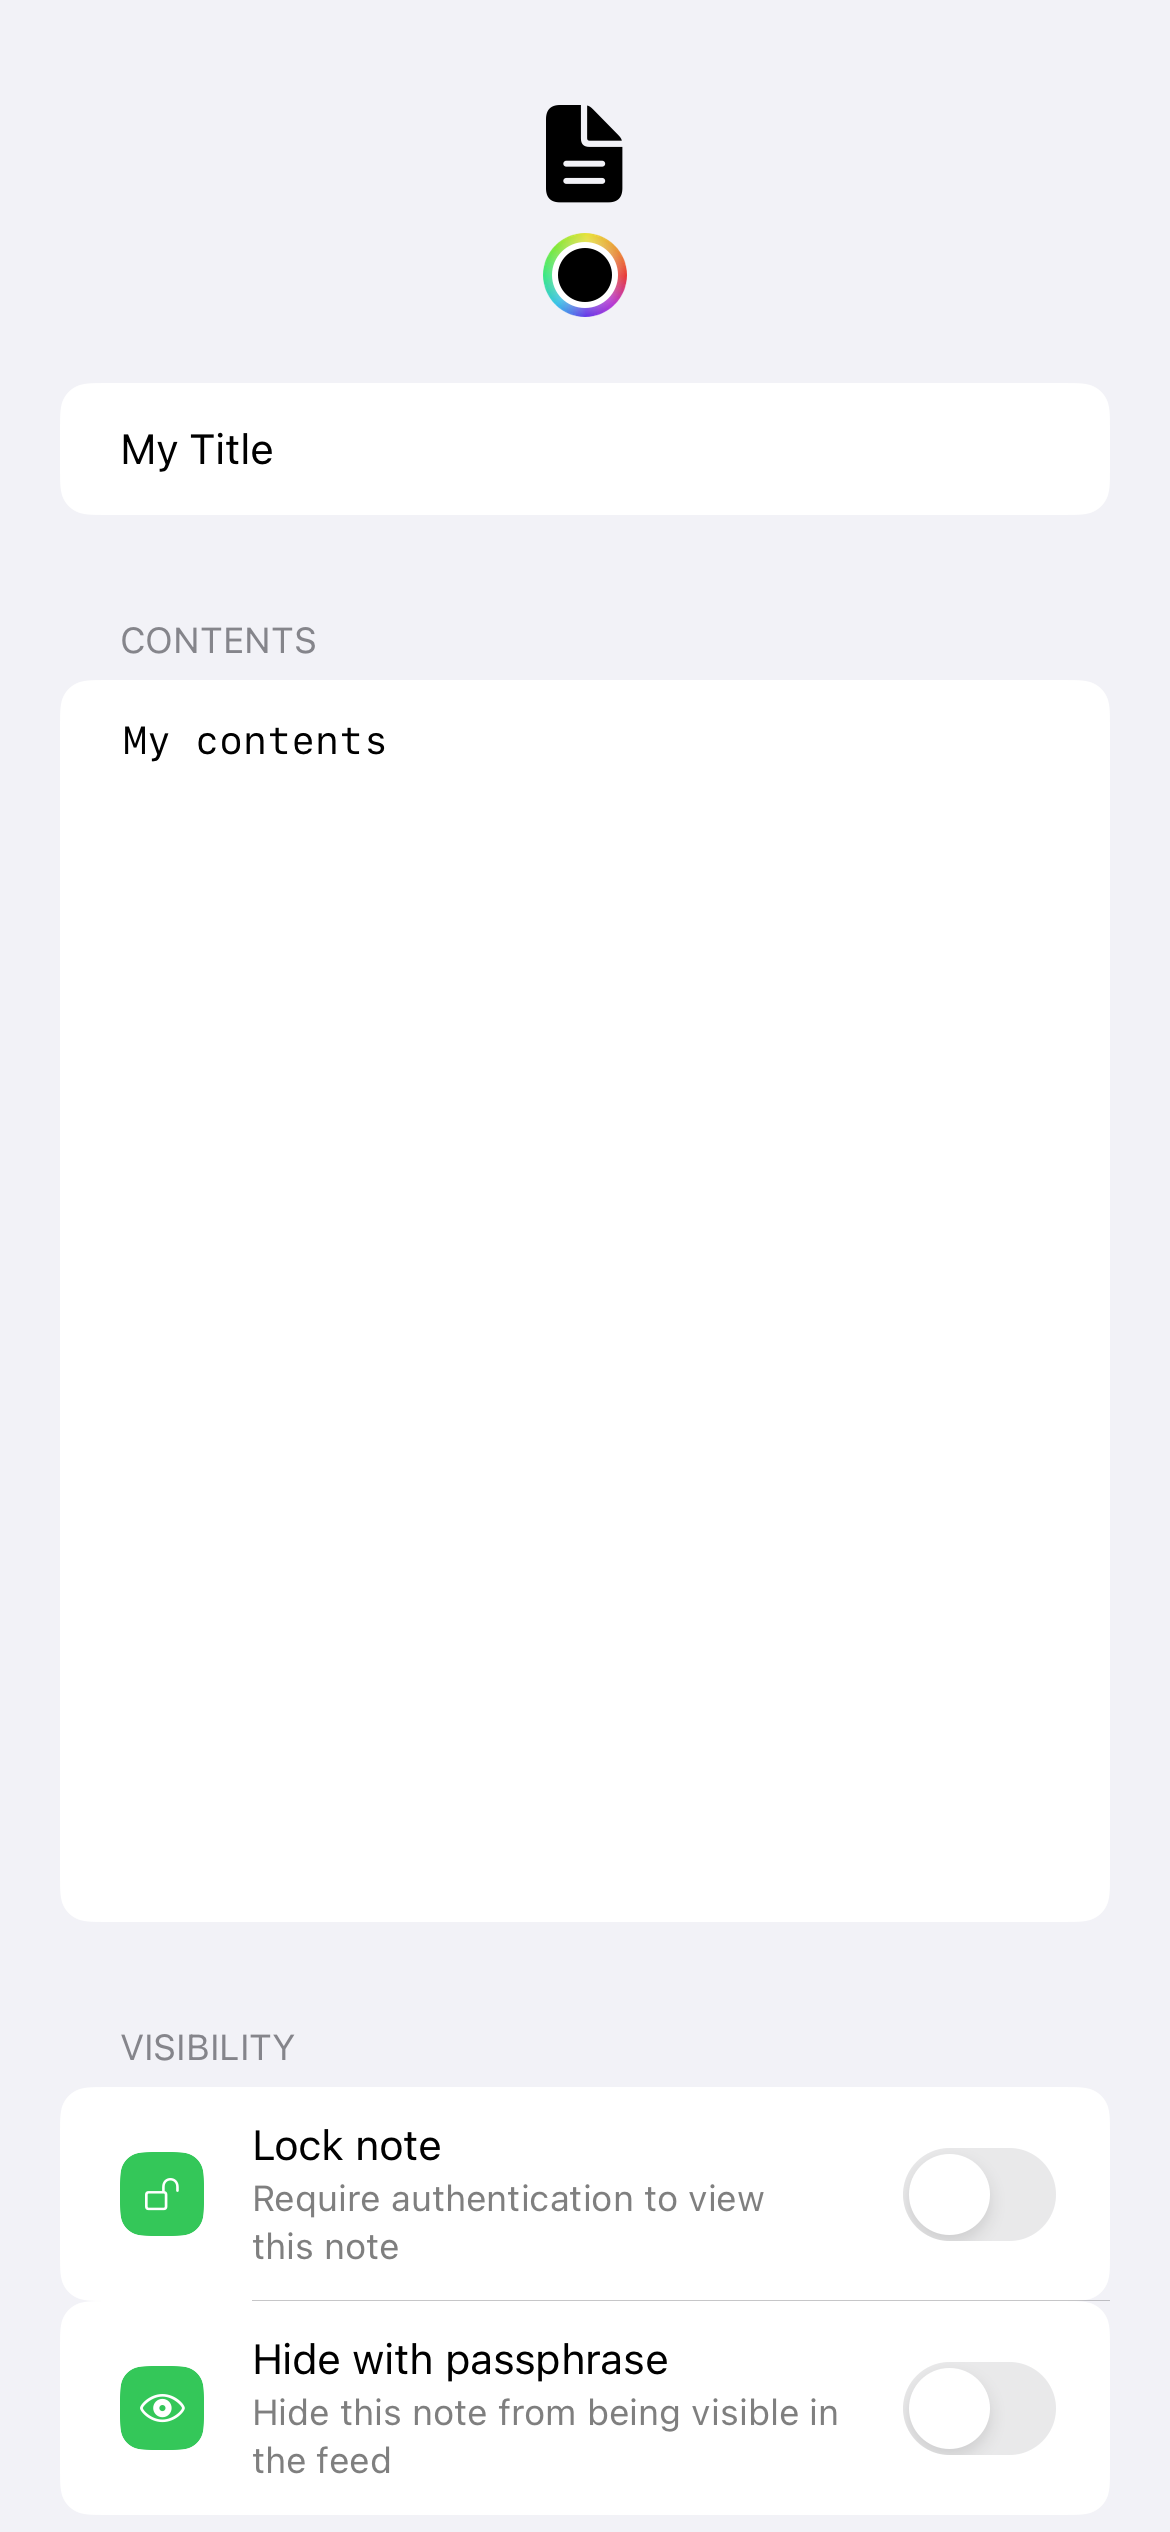 My Title
CONTENTS
My contents
VISIBILITY
Lock note
Require authentication to view
this note
Hide with passphrase
Hide this note from being visible in
the feed